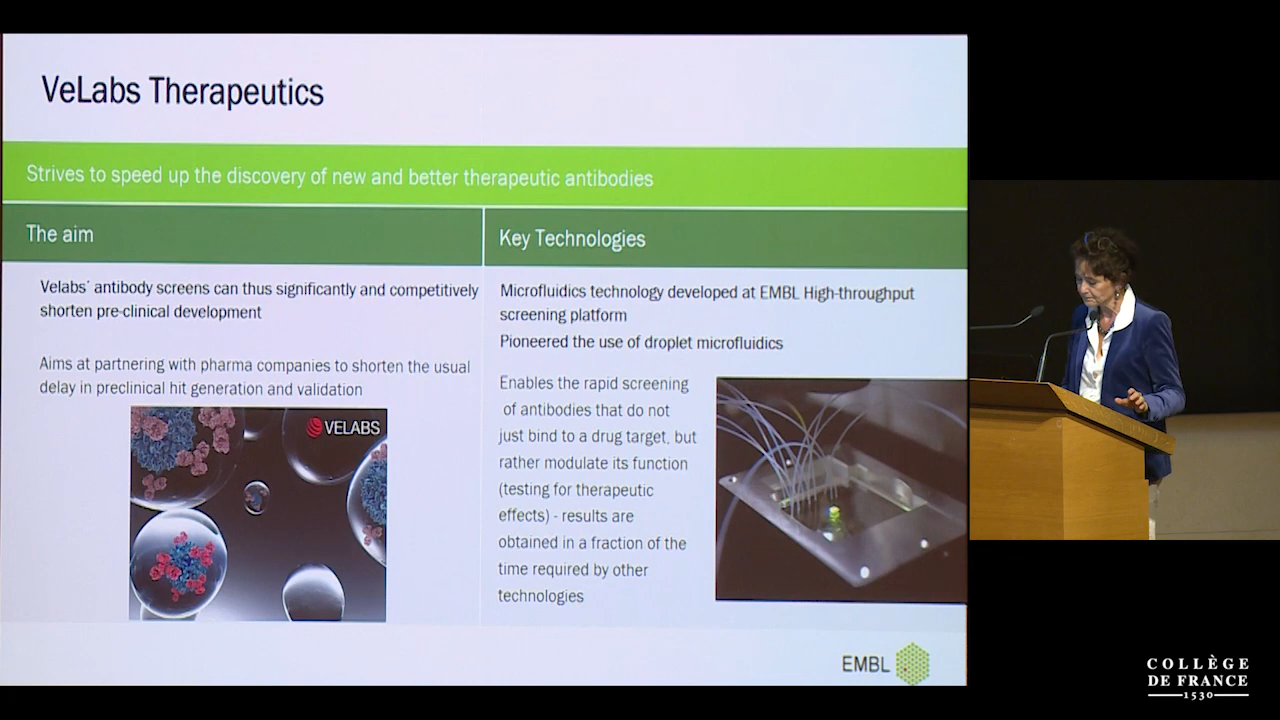 VeLabs Therapeutics
Strives to speed up the discovery of new and better therapeutic antibodies
The aim
Velabs´ antibody screens can thus significantly and competitively
shorten pre-clinical development
Aims at partnering with pharma companies to shorten the usual
delay in preclinical hit generation and validation
VELABS
Key Technologies
Microfluidics technology developed at EMBL High-throughput
screening platform
Pioneered the use of droplet microfluidics
Enables the rapid screening
of antibodies that do not
just bind to a drug target, but
rather modulate its function
(testing for therapeutic
effects) - results are
obtained in a fraction of the
time required by other
technologies
EMBL
COLLÈGE
DE FRANCE
1530